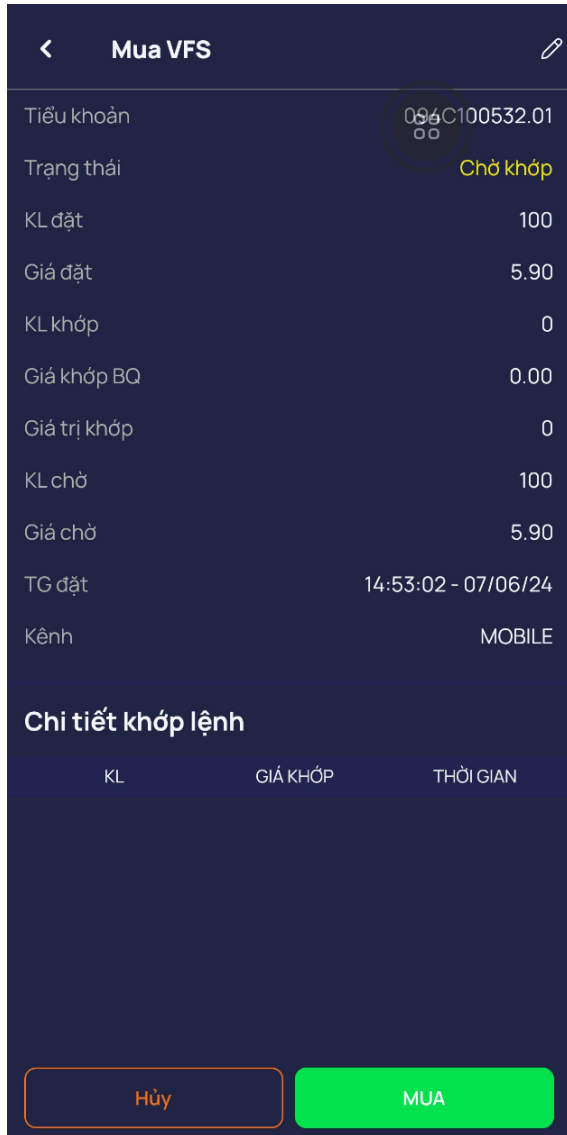 Mua VFS
Tiểu khoản 094C100532.01
Trạng thái Chờ khớp
KL đặt 100
Giá đặt 5.90
KL khớp 0
Giá khớp BQ 0.00
Giá trị khớp 0
KL chờ 100
Giá chờ 5.90
TG đặt 14:53:02 - 07/06/24
Kênh MOBILE
Chi tiết khớp lệnh
KL GIÁ KHỚP THỜI GIAN
Hủy MUA